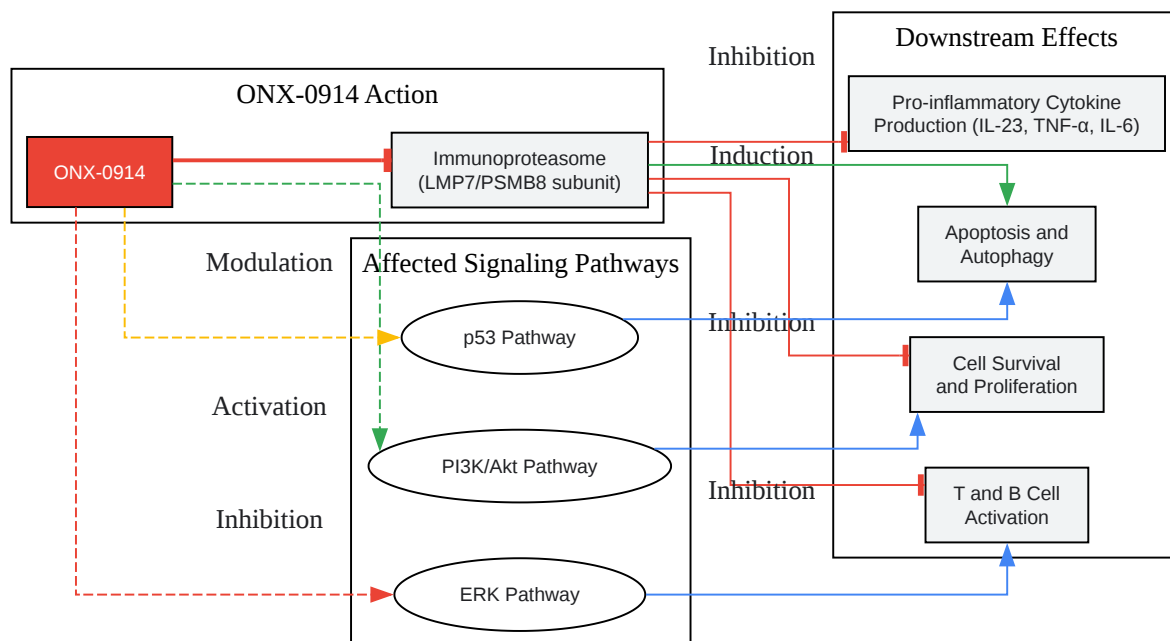 Downstream Effects
Inhibition
ONX-0914 Action
Pro-inflammatory Cytokine
Production (IL-23, TNF-α, IL-6)
ONX-0914
Immunoproteasome
(LMP7/PSMB8 subunit)
Induction
Apoptosis and
Autophagy
Modulation
Affected Signaling Pathways
p53 Pathway
Inhibition
Cell Survival
and Proliferation
Activation
PI3K/Akt Pathway
Inhibition
T and B Cell
Activation
Inhibition
ERK Pathway